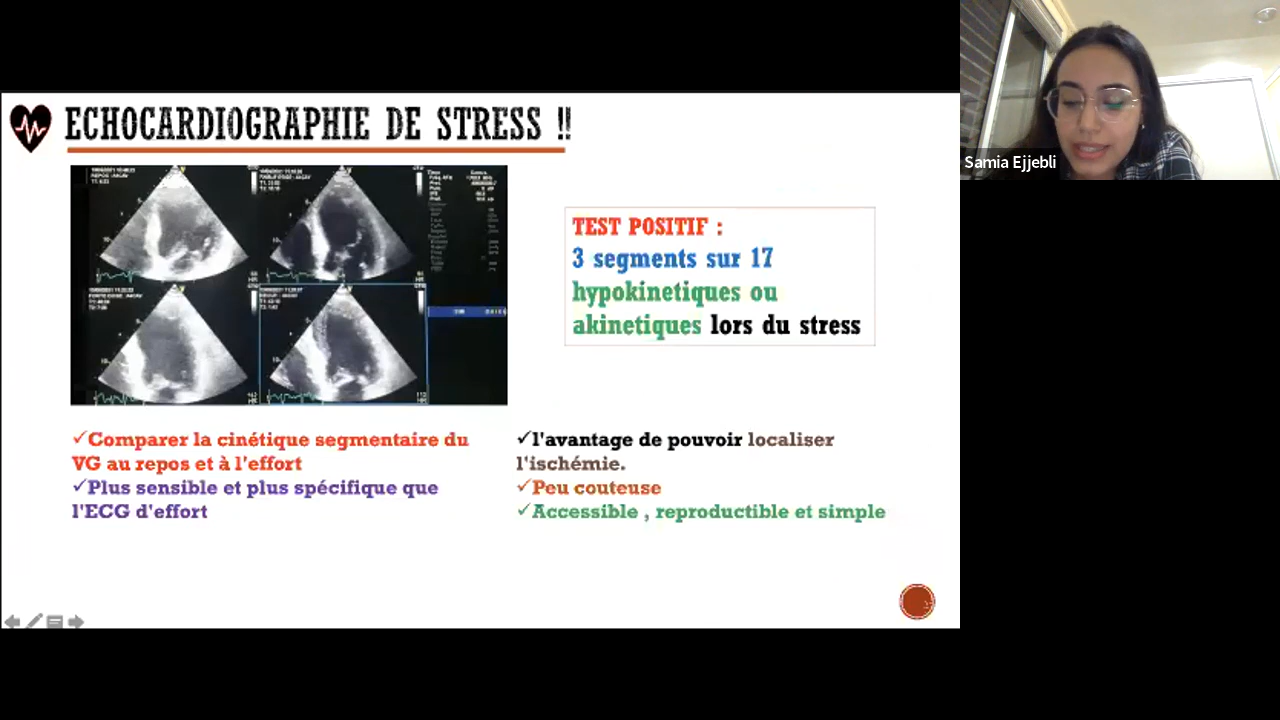 ECHOCARDIOGRAPHIE DE STRESS !!
Samia Ejjebli
TEST POSITIF :
3 segments sur 17
hypokinetiques ou
akinetiques lors du stress
✓Comparer la cinétique segmentaire du
VG au repos et à l'effort
✓Plus sensible et plus spécifique que
l'ECG d'effort
✓l'avantage de pouvoir localiser
l'ischémie.
✓Peu couteuse
✓Accessible , reproductible et simple